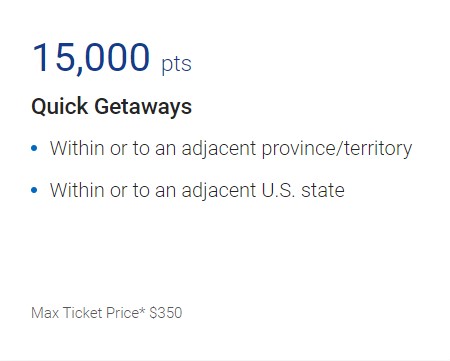 15,000 pts
Quick Getaways
• Within or to an adjacent province/territory
• Within or to an adjacent U.S. state
Max Ticket Price* $350